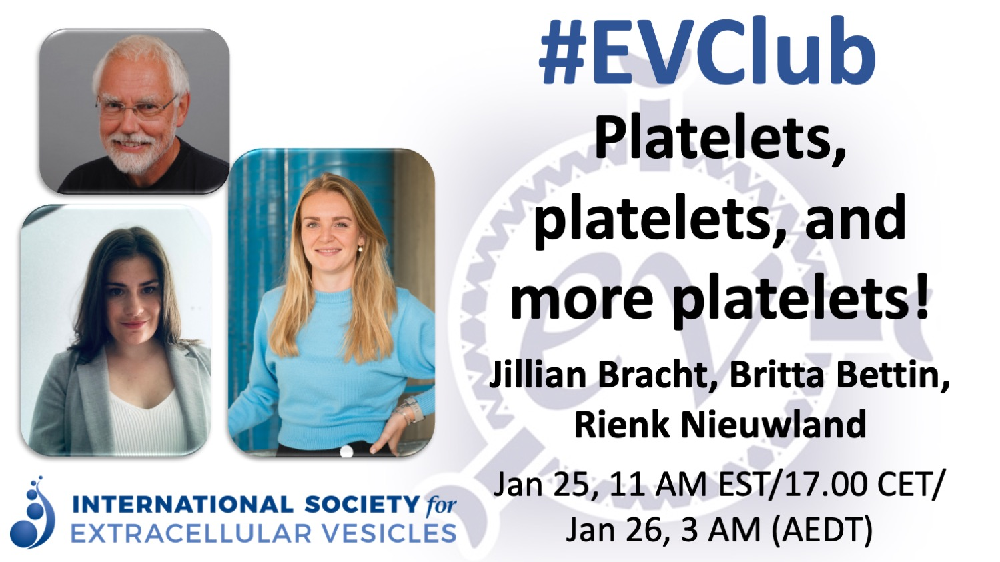 #EVClub
Platelets,
platelets, and
more platelets!
Jillian Bracht, Britta Bettin,
Rienk Nieuwland
Jan 25, 11 AM EST/17.00 CET/
Jan 26, 3 AM (AEDT)
ev
INTERNATIONAL SOCIETY for
EXTRACELLULAR VESICLES